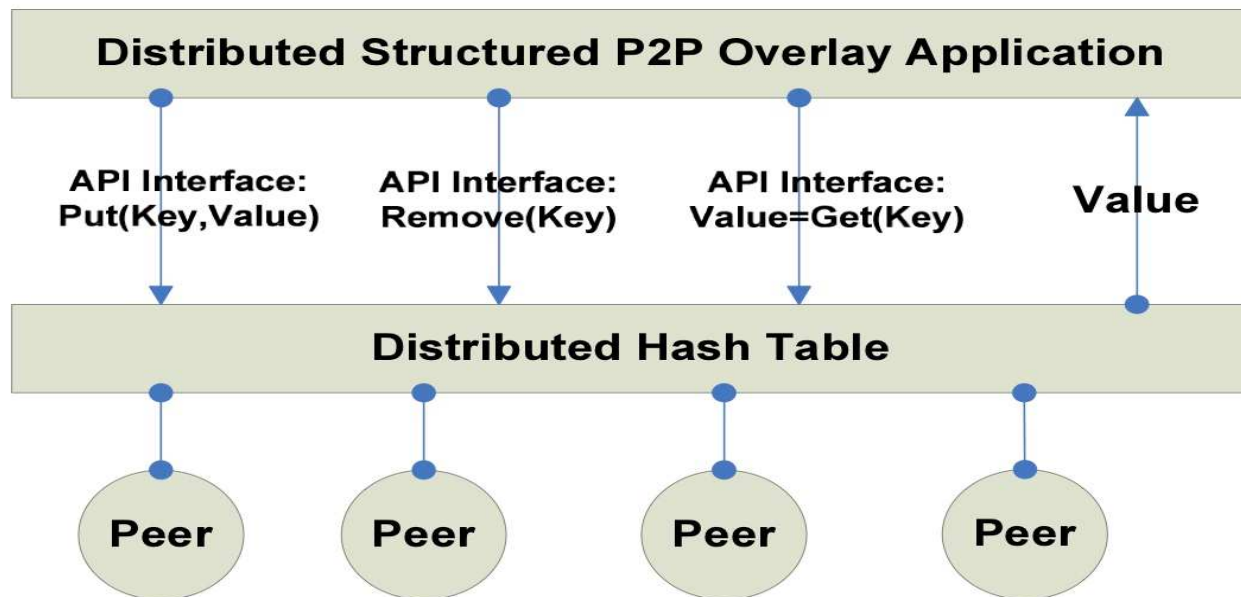 Distributed Structured P2P Overlay Application
API Interface:
Put(Key,Value)
API Interface:
Remove(Key)
API Interface:
Value=Get(Key)
Value
Distributed Hash Table
Peer
Peer
Peer
Peer